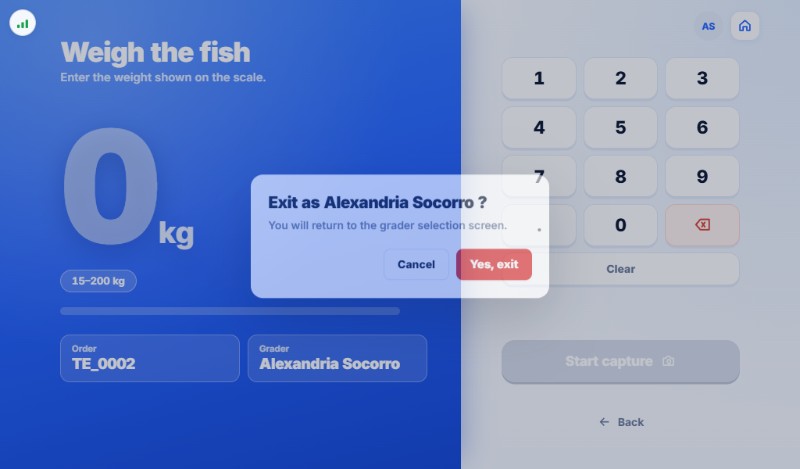 AS
Weigh the fish
Enter the weight shown on the scale.
0 kg
15–200 kg
Order
TE_0002
Grader
Alexandria Socorro
1 2 3
4 5 6
7 8 9
. 0
Clear
Start capture
← Back
Exit as Alexandria Socorro ?
You will return to the grader selection screen.
Cancel
Yes, exit